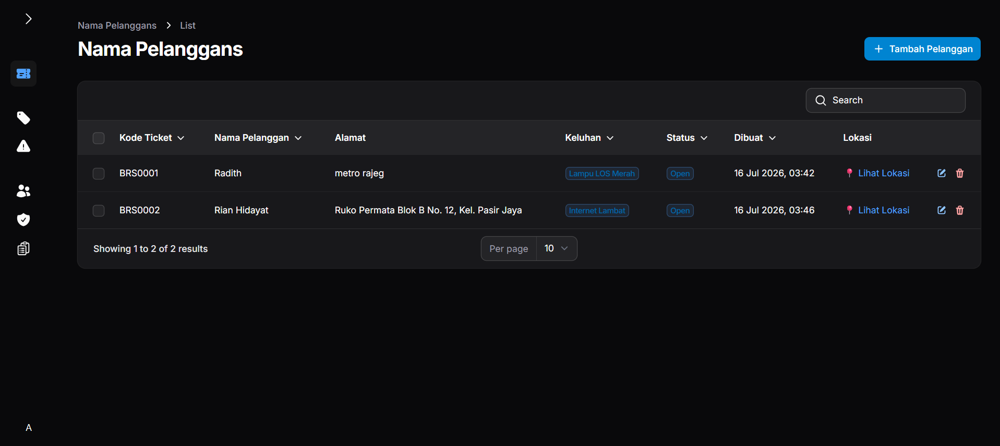 Nama Pelanggans > List
Nama Pelanggans
+ Tambah Pelanggan
Search
Kode Ticket Nama Pelanggan Alamat Keluhan Status Dibuat Lokasi
BRS0001 Radith metro rajeg Lampu LOS Merah Open 16 Jul 2026, 03:42 Lihat Lokasi
BRS0002 Rian Hidayat Ruko Permata Blok B No. 12, Kel. Pasir Jaya Internet Lambat Open 16 Jul 2026, 03:46 Lihat Lokasi
Showing 1 to 2 of 2 results Per page 10
A